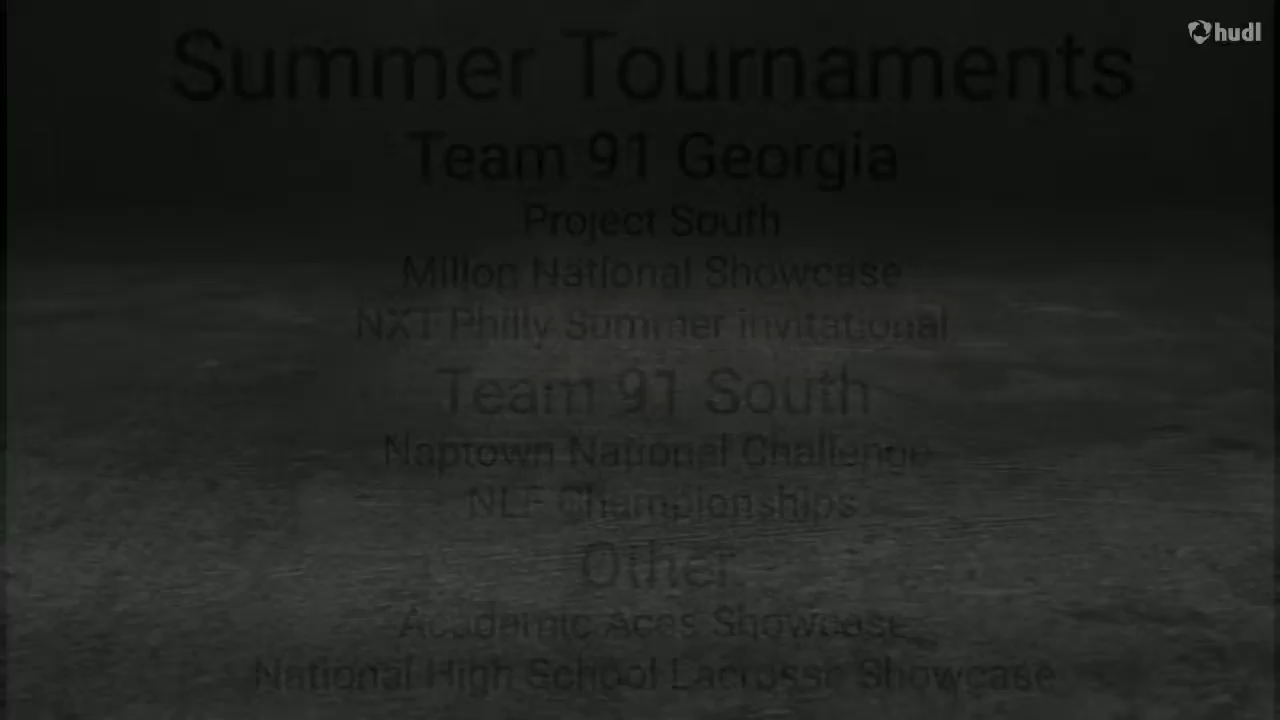 hudl
Summer Tournaments
Team 91 Georgia
Project South
Millon National Showcase
NXT Philly Summer invitational
Team 91 South
Naptown National Challenge
NLF Championships
Other
Academic Aces Showcase
National High School Lacrosse Showcase